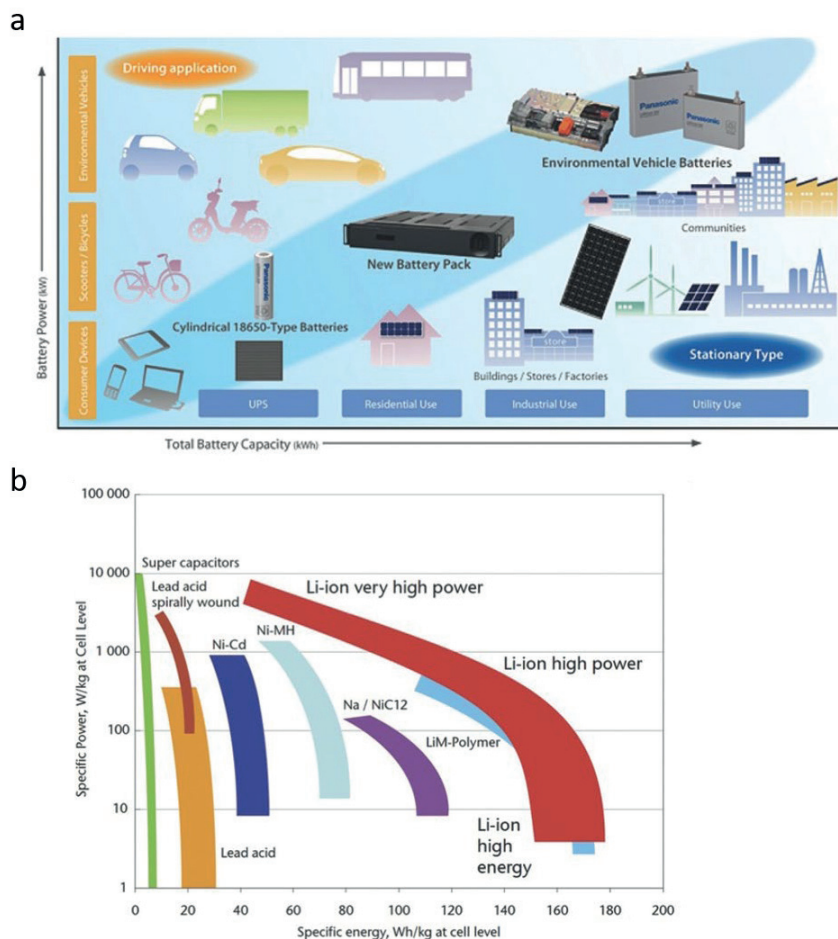 a
Driving application
Environmental Vehicles
Scooters / Bicycles
Consumer Devices
Battery Power (kW)
Panasonic
Panasonic
Environmental Vehicle Batteries
store
Communities
New Battery Pack
Panasonic
Cylindrical 18650-Type Batteries
store
Buildings / Stores / Factories
Stationary Type
UPS
Residential Use
Industrial Use
Utility Use
Total Battery Capacity (kWh)
b
100 000
10 000
1 000
100
10
1
Specific Power, W/kg at Cell Level
Super capacitors
Lead acid
spirally wound
Ni-Cd
Ni-MH
Li-ion very high power
Li-ion high power
Na / NiC12
LiM-Polymer
Lead acid
Li-ion
high
energy
0
20
40
60
80
100
120
140
160
180
200
Specific energy, Wh/kg at cell level